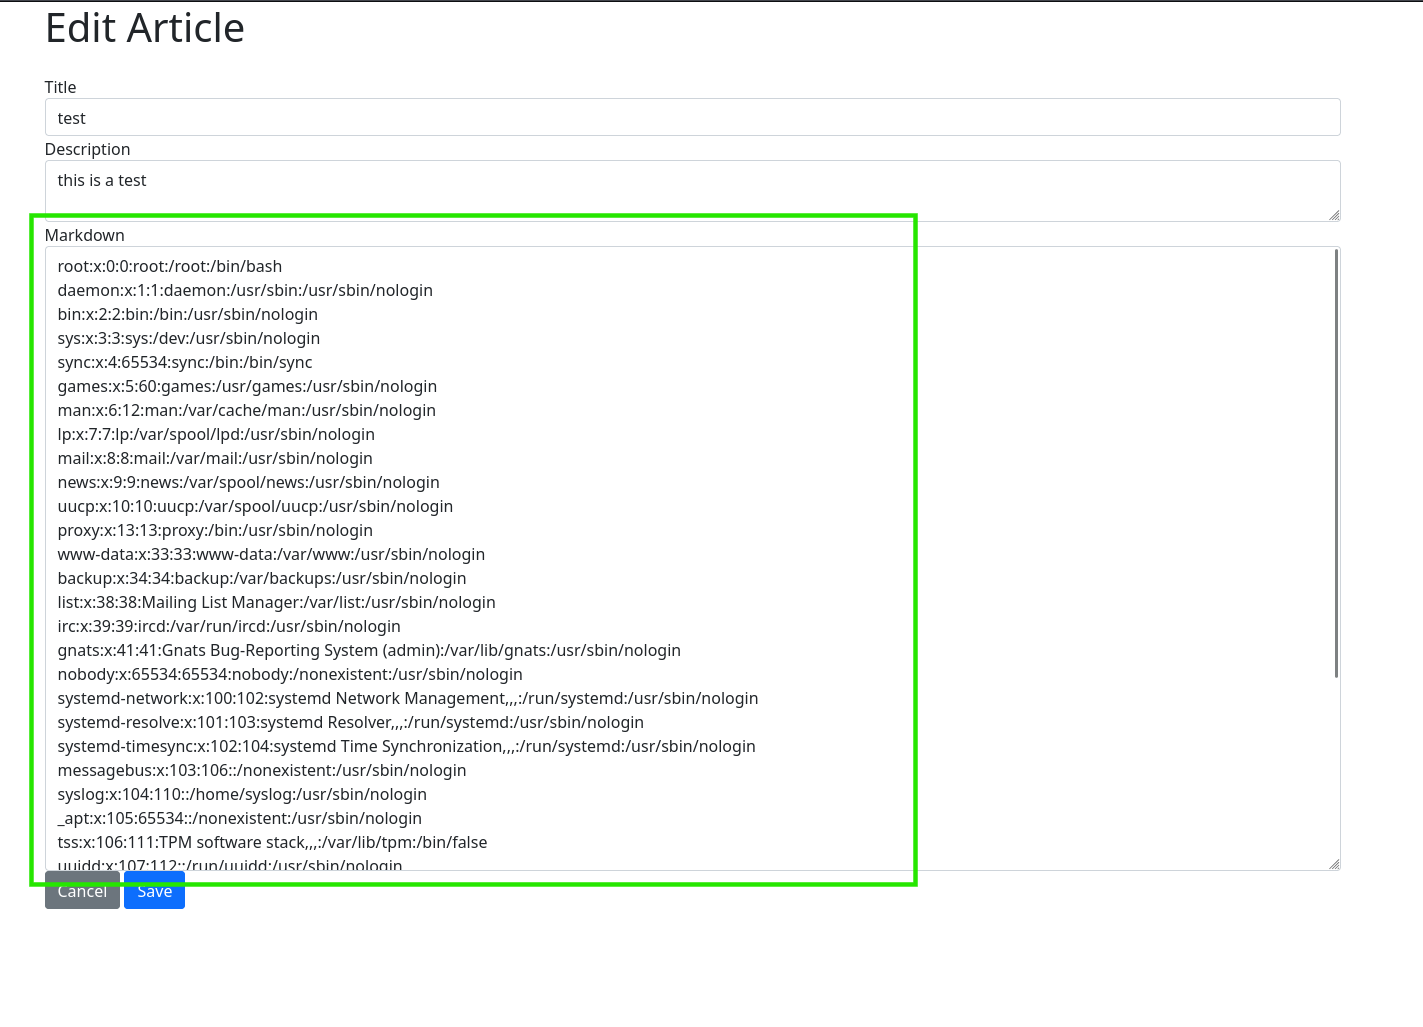 Edit Article
Title
test
Description
this is a test
Markdown
root:x:0:0:root:/root:/bin/bash
daemon:x:1:1:daemon:/usr/sbin:/usr/sbin/nologin
bin:x:2:2:bin:/bin:/usr/sbin/nologin
sys:x:3:3:sys:/dev:/usr/sbin/nologin
sync:x:4:65534:sync:/bin:/bin/sync
games:x:5:60:games:/usr/games:/usr/sbin/nologin
man:x:6:12:man:/var/cache/man:/usr/sbin/nologin
lp:x:7:7:lp:/var/spool/lpd:/usr/sbin/nologin
mail:x:8:8:mail:/var/mail:/usr/sbin/nologin
news:x:9:9:news:/var/spool/news:/usr/sbin/nologin
uucp:x:10:10:uucp:/var/spool/uucp:/usr/sbin/nologin
proxy:x:13:13:proxy:/bin:/usr/sbin/nologin
www-data:x:33:33:www-data:/var/www:/usr/sbin/nologin
backup:x:34:34:backup:/var/backups:/usr/sbin/nologin
list:x:38:38:Mailing List Manager:/var/list:/usr/sbin/nologin
irc:x:39:39:ircd:/var/run/ircd:/usr/sbin/nologin
gnats:x:41:41:Gnats Bug-Reporting System (admin):/var/lib/gnats:/usr/sbin/nologin
nobody:x:65534:65534:nobody:/nonexistent:/usr/sbin/nologin
systemd-network:x:100:102:systemd Network Management,,,:/run/systemd:/usr/sbin/nologin
systemd-resolve:x:101:103:systemd Resolver,,,:/run/systemd:/usr/sbin/nologin
systemd-timesync:x:102:104:systemd Time Synchronization,,,:/run/systemd:/usr/sbin/nologin
messagebus:x:103:106::/nonexistent:/usr/sbin/nologin
syslog:x:104:110::/home/syslog:/usr/sbin/nologin
_apt:x:105:65534::/nonexistent:/usr/sbin/nologin
tss:x:106:111:TPM software stack,,,:/var/lib/tpm:/bin/false
uuidd:x:107:112::/run/uuidd:/usr/sbin/nologin
Cancel Save